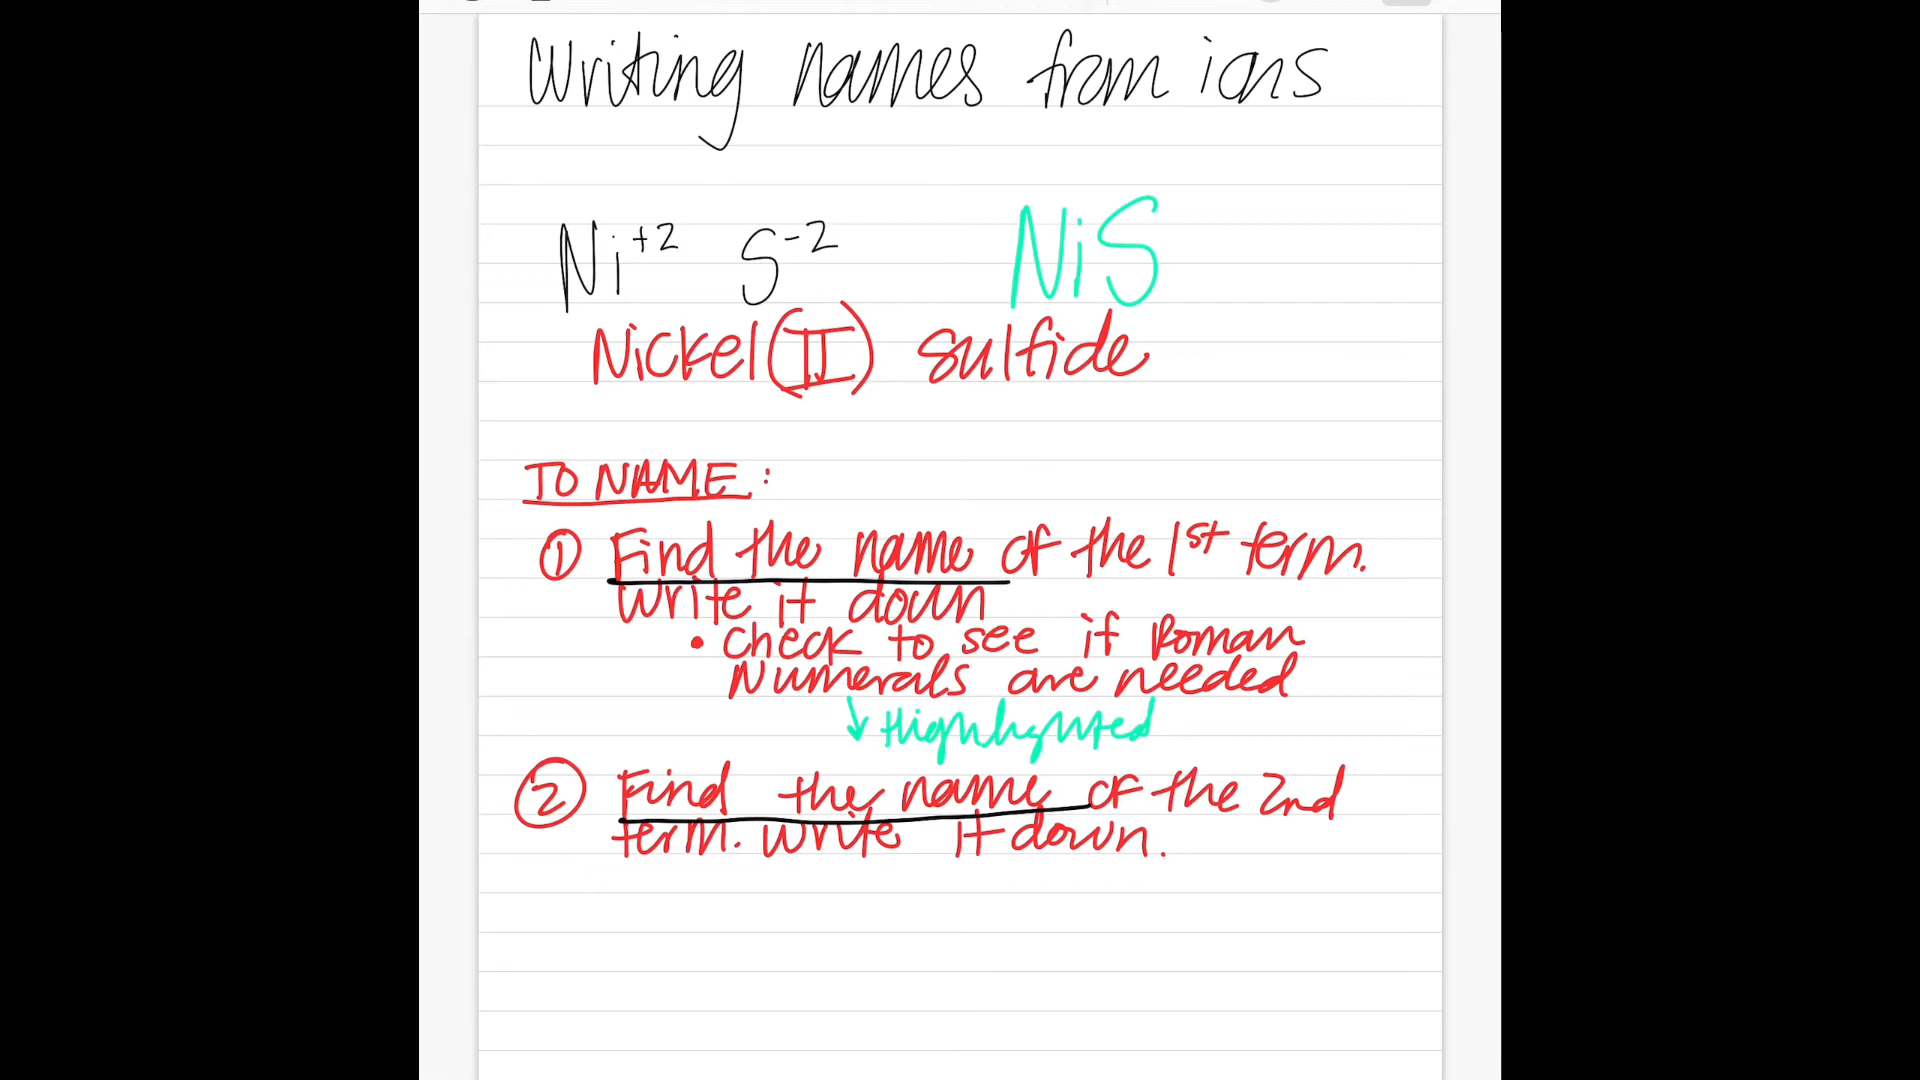 Writing names from ions
Ni+2 S-2 NiS
Nickel(II) sulfide
TO NAME:
① Find the name of the 1st term.
write it down
• Check to see if Roman
Numerals are needed
↓ Highlighted
② Find the name of the 2nd
term. Write it down.